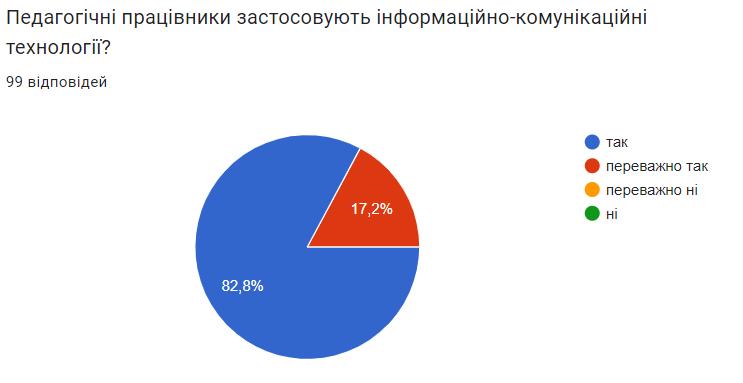 Педагогічні працівники застосовують інформаційно-комунікаційні
технології?
99 відповідей
так
переважно так
переважно ні
ні
17,2%
82,8%